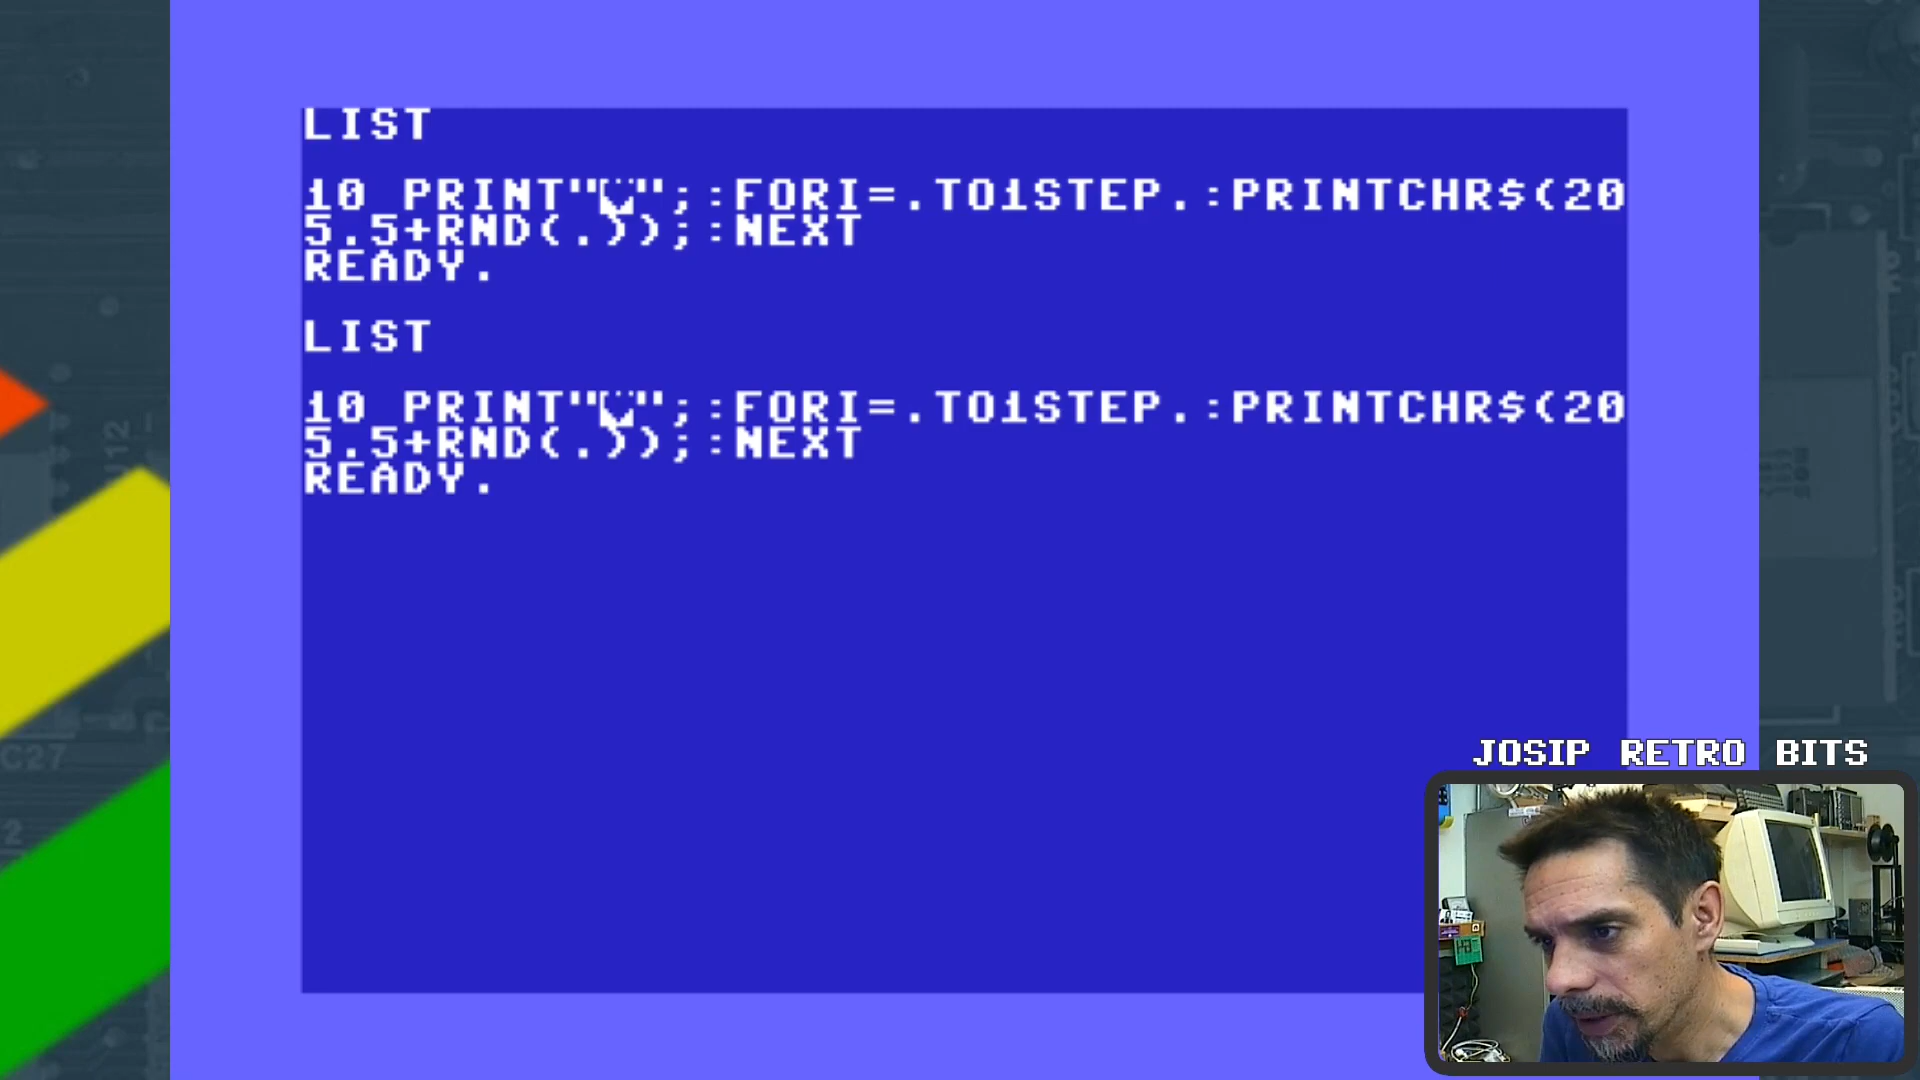 LIST
10 PRINT"♥";:FORI=.TO1STEP.:PRINTCHR$(20
5.5+RND(.));:NEXT
READY.
LIST
10 PRINT"♥";:FORI=.TO1STEP.:PRINTCHR$(20
5.5+RND(.));:NEXT
READY.
JOSIP RETRO BITS
C27